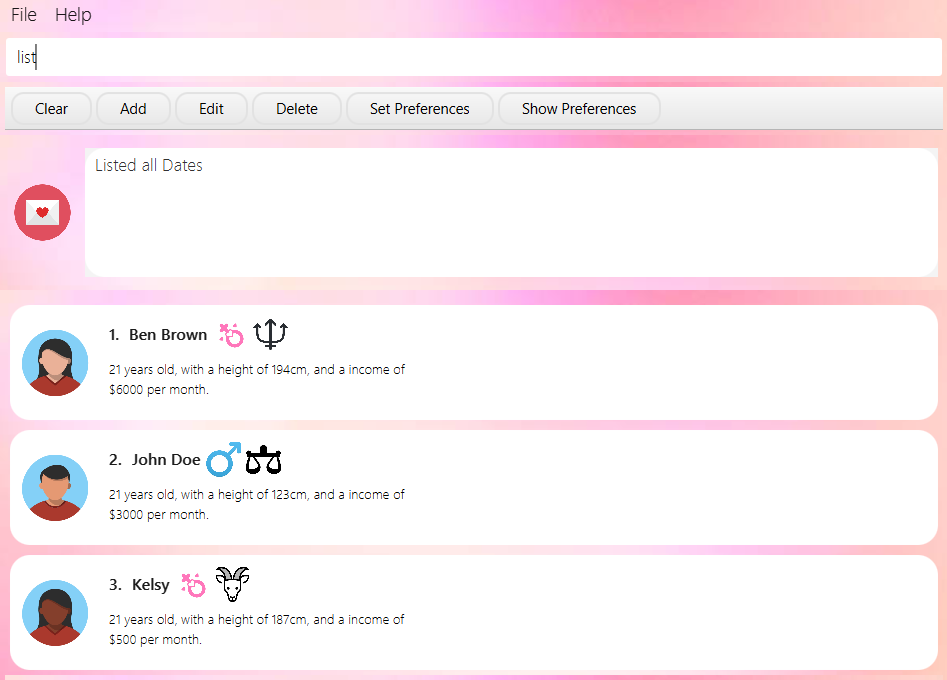 File Help
list
Clear Add Edit Delete Set Preferences Show Preferences
Listed all Dates
1. Ben Brown
21 years old, with a height of 194cm, and a income of
$6000 per month.
2. John Doe
21 years old, with a height of 123cm, and a income of
$3000 per month.
3. Kelsy
21 years old, with a height of 187cm, and a income of
$500 per month.